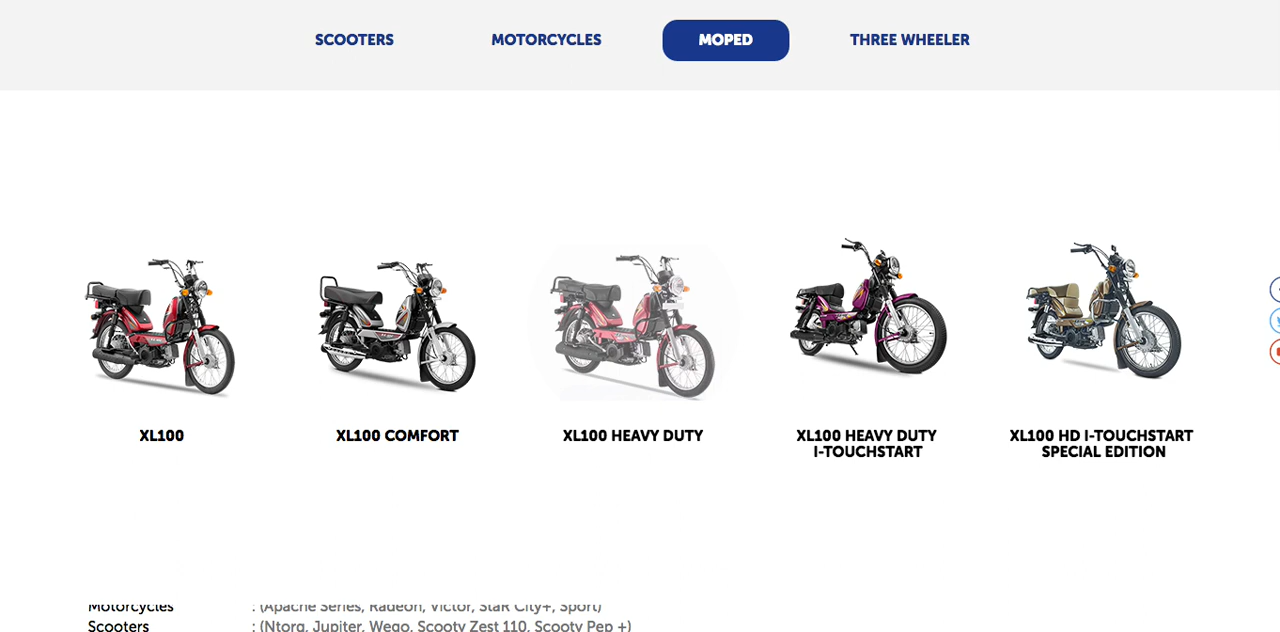 SCOOTERS MOTORCYCLES MOPED THREE WHEELER
XL100 XL100 COMFORT XL100 HEAVY DUTY XL100 HEAVY DUTY XL100 HD I-TOUCHSTART
I-TOUCHSTART SPECIAL EDITION
Motorcycles : (Apache Series, Radeon, Victor, StaR City+, Sport)
Scooters : (Ntorq, Jupiter, Wego, Scooty Zest 110, Scooty Pep +)